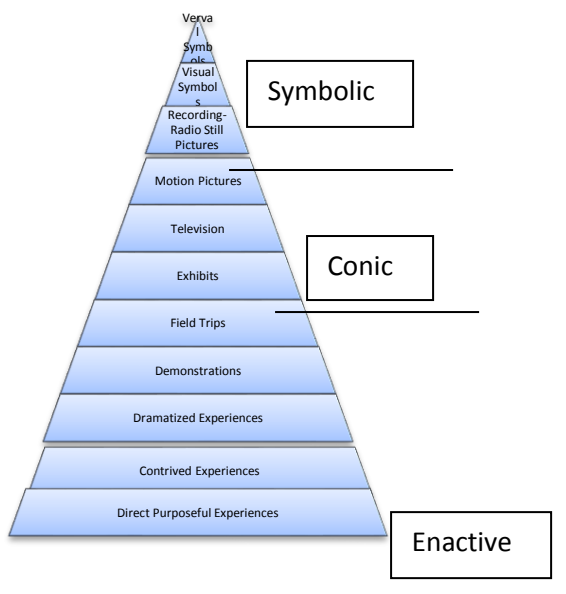 Verva
l
Symb
ols
Visual
Symbol
s
Symbolic
Recording-
Radio Still
Pictures
Motion Pictures
Television
Conic
Exhibits
Field Trips
Demonstrations
Dramatized Experiences
Contrived Experiences
Direct Purposeful Experiences
Enactive